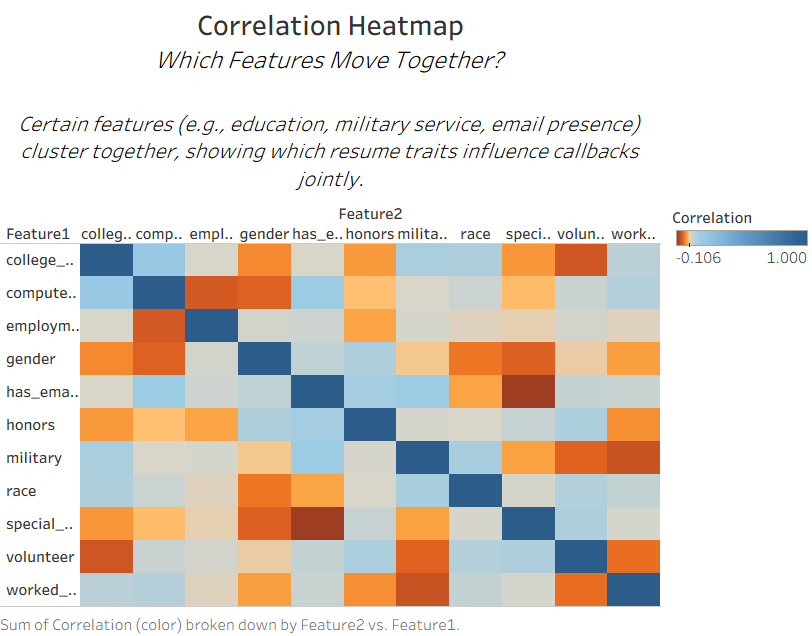 Correlation Heatmap
Which Features Move Together?
Certain features (e.g., education, military service, email presence)
cluster together, showing which resume traits influence callbacks
jointly.
Feature2
Feature1 colleg.. comp.. empl.. gender has_e.. honors milita.. race speci.. volun.. work..
college_..
compute..
employm..
gender
has_ema..
honors
military
race
special_..
volunteer
worked_..
Correlation
-0.106 1.000
Sum of Correlation (color) broken down by Feature2 vs. Feature1.